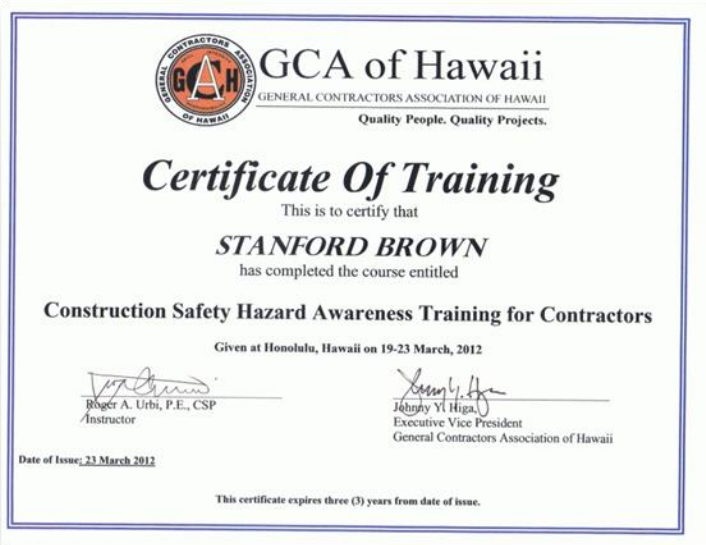 GENERAL CONTRACTORS ASSOCIATION
OF HAWAII
GCAH
GCA of Hawaii
GENERAL CONTRACTORS ASSOCIATION OF HAWAII
Quality People. Quality Projects.
Certificate Of Training
This is to certify that
STANFORD BROWN
has completed the course entitled
Construction Safety Hazard Awareness Training for Contractors
Given at Honolulu, Hawaii on 19-23 March, 2012
Roger A. Urbi, P.E., CSP
Instructor
Johnny Y. Higa,
Executive Vice President
General Contractors Association of Hawaii
Date of Issue: 23 March 2012
This certificate expires three (3) years from date of issue.